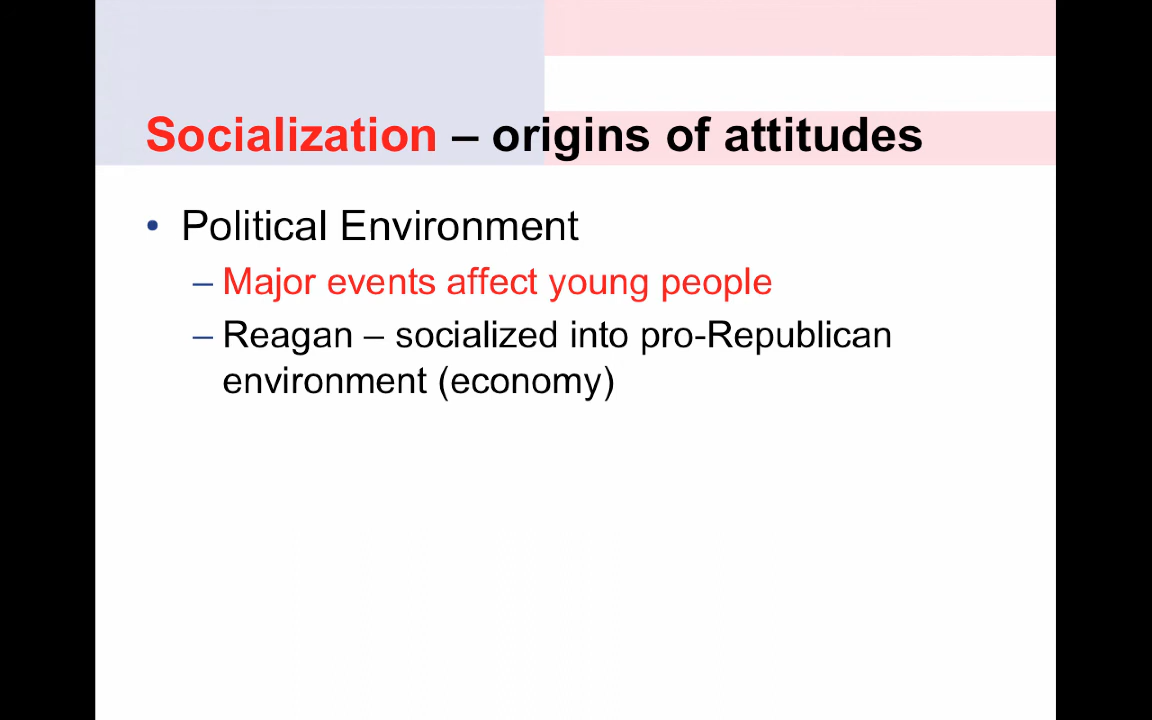 Socialization – origins of attitudes
• Political Environment
– Major events affect young people
– Reagan – socialized into pro-Republican
environment (economy)